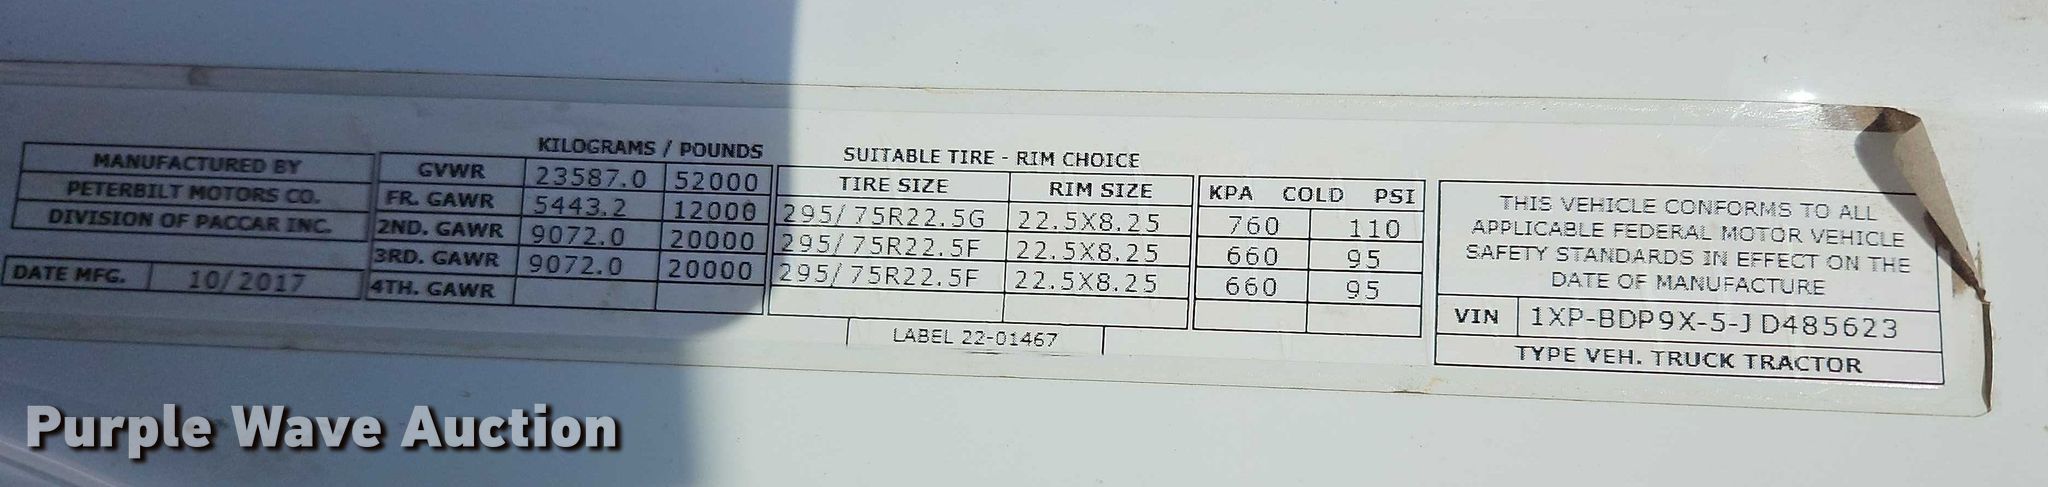 KILOGRAMS / POUNDS
SUITABLE TIRE - RIM CHOICE
MANUFACTURED BY
PETERBILT MOTORS CO.
DIVISION OF PACCAR INC.
DATE MFG. 10/2017
GVWR 23587.0 52000
FR. GAWR 5443.2 12000
2ND. GAWR 9072.0 20000
3RD. GAWR 9072.0 20000
4TH. GAWR
TIRE SIZE RIM SIZE
295/75R22.5G 22.5X8.25
295/75R22.5F 22.5X8.25
295/75R22.5F 22.5X8.25
KPA COLD PSI
760 110
660 95
660 95
LABEL 22-01467
THIS VEHICLE CONFORMS TO ALL
APPLICABLE FEDERAL MOTOR VEHICLE
SAFETY STANDARDS IN EFFECT ON THE
DATE OF MANUFACTURE
VIN 1XP-BDP9X-5-JD485623
TYPE VEH. TRUCK TRACTOR
Purple Wave Auction